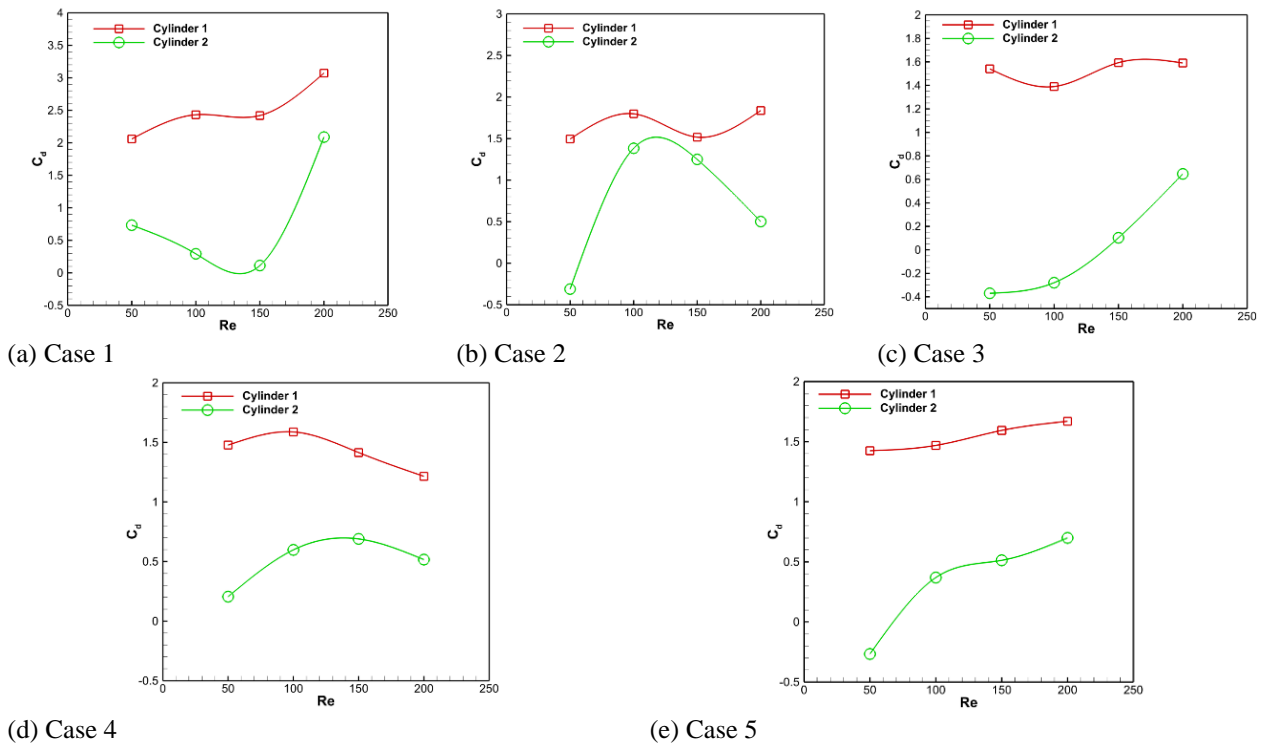 4
3.5
3
2.5
2
1.5
1
0.5
0
-0.5
C_d
Cylinder 1
Cylinder 2
0 50 100 150 200 250
Re
(a) Case 1
3
2.5
2
1.5
1
0.5
0
-0.5
C_d
Cylinder 1
Cylinder 2
0 50 100 150 200 250
Re
(b) Case 2
2
1.8
1.6
1.4
1.2
1
0.8
0.6
0.4
0.2
0
-0.2
-0.4
C_d
Cylinder 1
Cylinder 2
0 50 100 150 200 250
Re
(c) Case 3
2
1.5
1
0.5
0
-0.5
C_d
Cylinder 1
Cylinder 2
0 50 100 150 200 250
Re
(d) Case 4
2
1.5
1
0.5
0
-0.5
C_d
Cylinder 1
Cylinder 2
0 50 100 150 200 250
Re
(e) Case 5